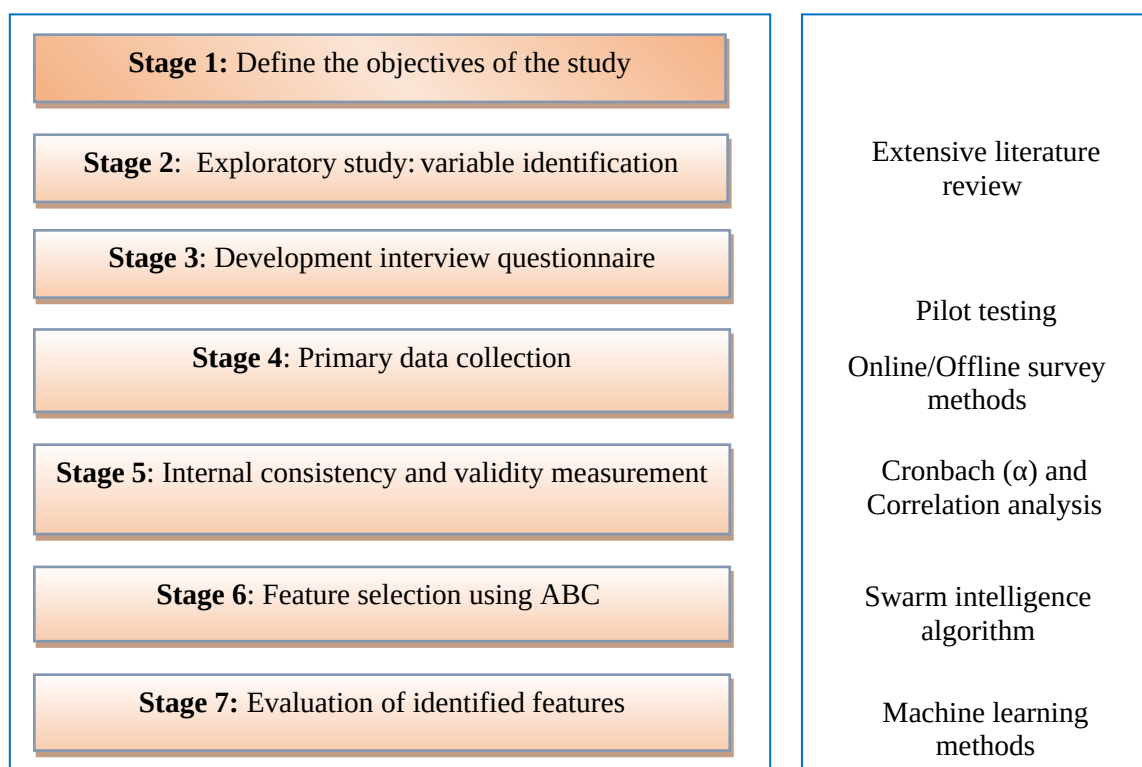 Stage 1: Define the objectives of the study
Stage 2:  Exploratory study: variable identification
Stage 3: Development interview questionnaire
Stage 4: Primary data collection
Stage 5: Internal consistency and validity measurement
Stage 6: Feature selection using ABC
Stage 7: Evaluation of identified features
Extensive literature
review
Pilot testing
Online/Offline survey
methods
Cronbach (α) and
Correlation analysis
Swarm intelligence
algorithm
Machine learning
methods